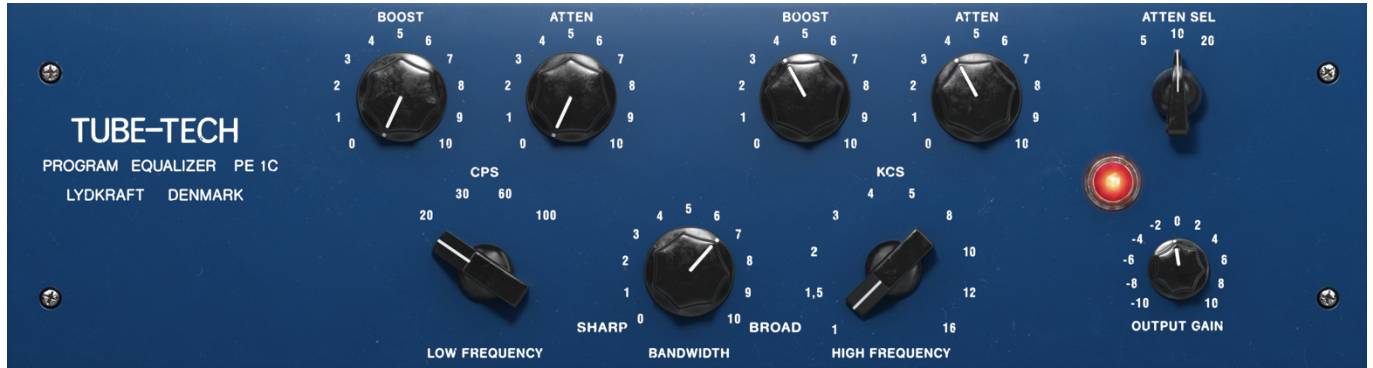 BOOST
ATTEN
BOOST
ATTEN
ATTEN SEL
0 1 2 3 4 5 6 7 8 9 10
0 1 2 3 4 5 6 7 8 9 10
0 1 2 3 4 5 6 7 8 9 10
0 1 2 3 4 5 6 7 8 9 10
5 10 20
TUBE-TECH
PROGRAM EQUALIZER PE 1C
LYDKRAFT DENMARK
CPS
20 30 60 100
0 1 2 3 4 5 6 7 8 9 10
SHARP
BROAD
KCS
1 1,5 2 3 4 5 8 10 12 16
-10 -8 -6 -4 -2 0 2 4 6 8 10
OUTPUT GAIN
LOW FREQUENCY
BANDWIDTH
HIGH FREQUENCY